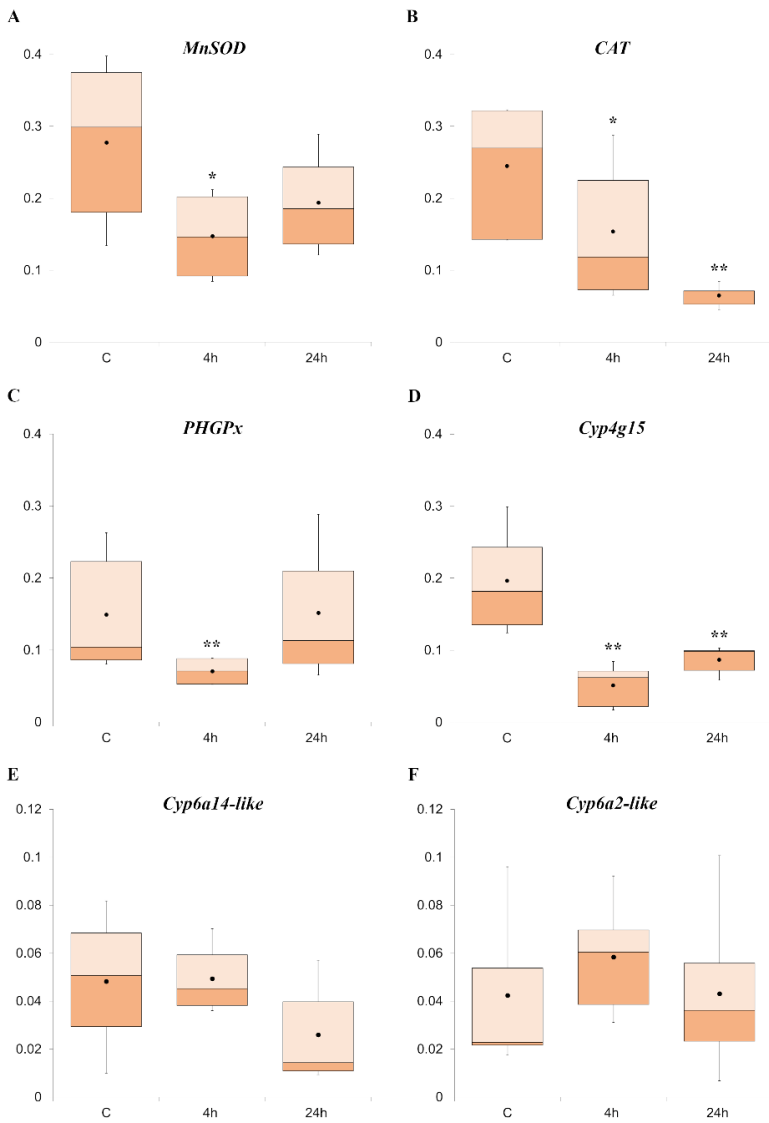 A
MnSOD
0.4
0.3
0.2
0.1
0
*
C 4h 24h
B
CAT
0.4
0.3
0.2
0.1
0
*
**
C 4h 24h
C
PHGPx
0.4
0.3
0.2
0.1
0
**
C 4h 24h
D
Cyp4g15
0.4
0.3
0.2
0.1
0
**
**
C 4h 24h
E
Cyp6a14-like
0.12
0.1
0.08
0.06
0.04
0.02
0
C 4h 24h
F
Cyp6a2-like
0.12
0.1
0.08
0.06
0.04
0.02
0
C 4h 24h